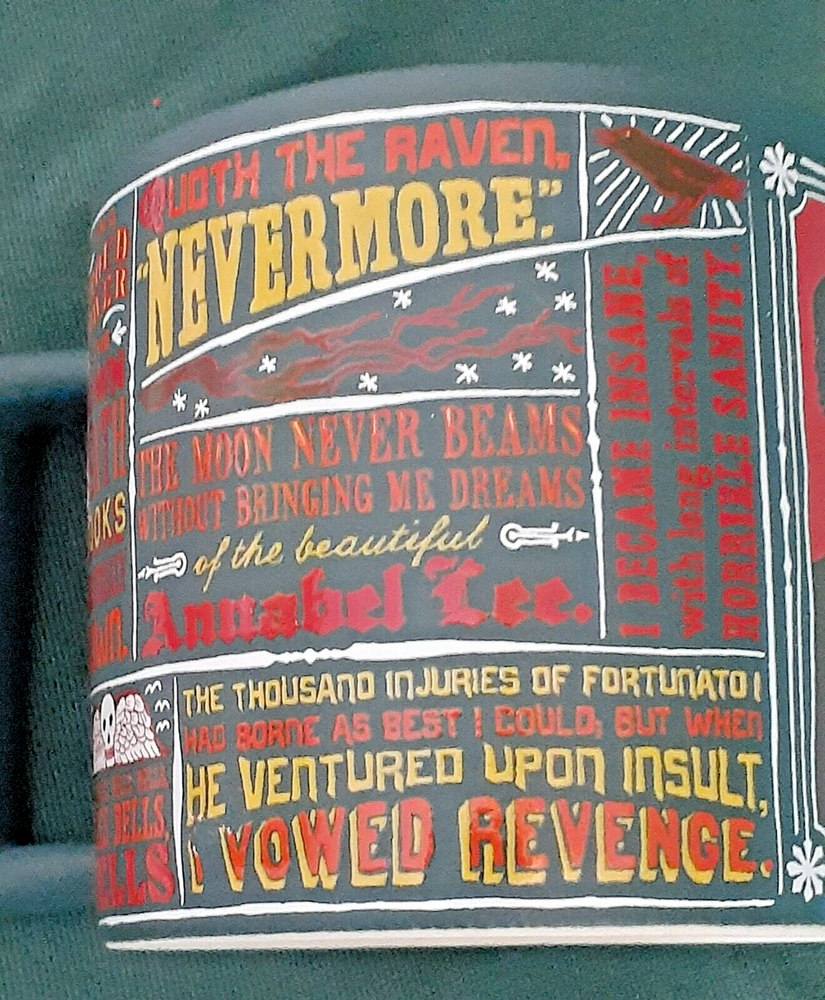 QUOTH THE RAVEN,
"NEVERMORE."
THE MOON NEVER BEAMS
WITHOUT BRINGING ME DREAMS
of the beautiful
Annabel Lee.
I BECAME INSANE,
with long intervals of
HORRIBLE SANITY.
THE THOUSAND INJURIES OF FORTUNATO I
HAD BORNE AS BEST I COULD; BUT WHEN
HE VENTURED UPON INSULT,
I VOWED REVENGE.
BELLS,